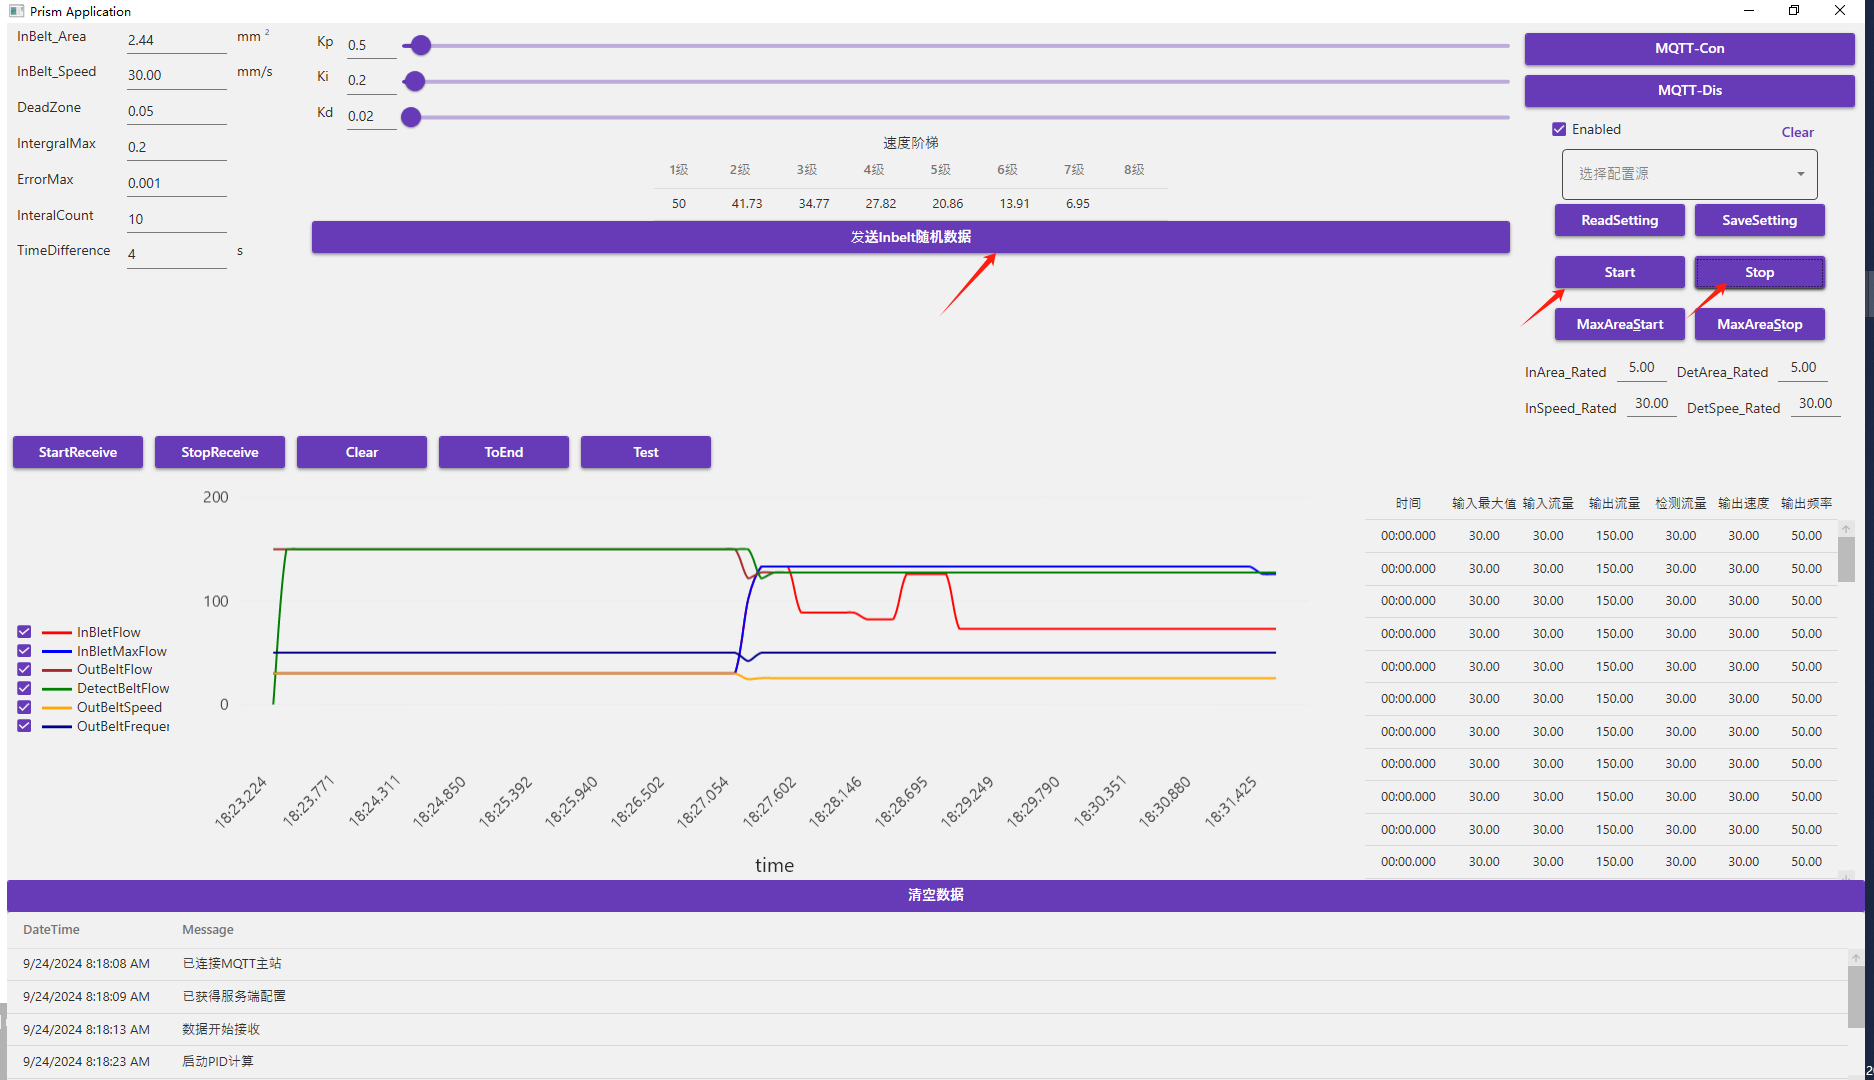 Prism Application
InBelt_Area 2.44 mm 2
InBelt_Speed 30.00 mm/s
DeadZone 0.05
IntergralMax 0.2
ErrorMax 0.001
InteralCount 10
TimeDifference 4 s
Kp 0.5
Ki 0.2
Kd 0.02
速度阶梯
1级 2级 3级 4级 5级 6级 7级 8级
50 41.73 34.77 27.82 20.86 13.91 6.95
发送Inbelt随机数据
MQTT-Con
MQTT-Dis
Enabled Clear
选择配置源
ReadSetting SaveSetting
Start Stop
MaxAreaStart MaxAreaStop
InArea_Rated 5.00 DetArea_Rated 5.00
InSpeed_Rated 30.00 DetSpee_Rated 30.00
StartReceive StopReceive Clear ToEnd Test
200
100
0
InBletFlow
InBletMaxFlow
OutBeltFlow
DetectBeltFlow
OutBeltSpeed
OutBeltFrequer
18:23.224 18:23.771 18:24.311 18:24.850 18:25.392 18:25.940 18:26.502 18:27.054 18:27.602 18:28.146 18:28.695 18:29.249 18:29.790 18:30.351 18:30.880 18:31.425
time
时间 输入最大值 输入流量 输出流量 检测流量 输出速度 输出频率
00:00.000 30.00 30.00 150.00 30.00 30.00 50.00
00:00.000 30.00 30.00 150.00 30.00 30.00 50.00
00:00.000 30.00 30.00 150.00 30.00 30.00 50.00
00:00.000 30.00 30.00 150.00 30.00 30.00 50.00
00:00.000 30.00 30.00 150.00 30.00 30.00 50.00
00:00.000 30.00 30.00 150.00 30.00 30.00 50.00
00:00.000 30.00 30.00 150.00 30.00 30.00 50.00
00:00.000 30.00 30.00 150.00 30.00 30.00 50.00
00:00.000 30.00 30.00 150.00 30.00 30.00 50.00
00:00.000 30.00 30.00 150.00 30.00 30.00 50.00
00:00.000 30.00 30.00 150.00 30.00 30.00 50.00
清空数据
DateTime Message
9/24/2024 8:18:08 AM 已连接MQTT主站
9/24/2024 8:18:09 AM 已获得服务端配置
9/24/2024 8:18:13 AM 数据开始接收
9/24/2024 8:18:23 AM 启动PID计算
2